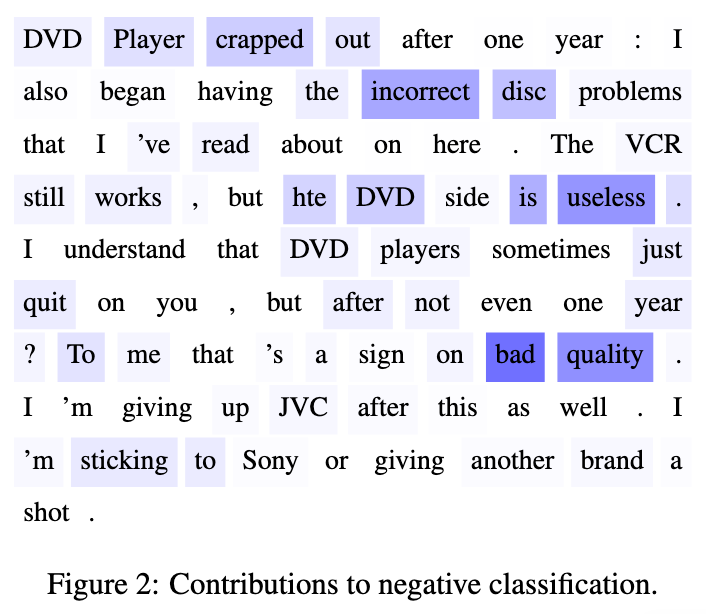 DVD Player crapped out after one year : I
also began having the incorrect disc problems
that I ’ve read about on here . The VCR
still works , but hte DVD side is useless .
I understand that DVD players sometimes just
quit on you , but after not even one year
? To me that ’s a sign on bad quality .
I ’m giving up JVC after this as well . I
’m sticking to Sony or giving another brand a
shot .
Figure 2: Contributions to negative classification.